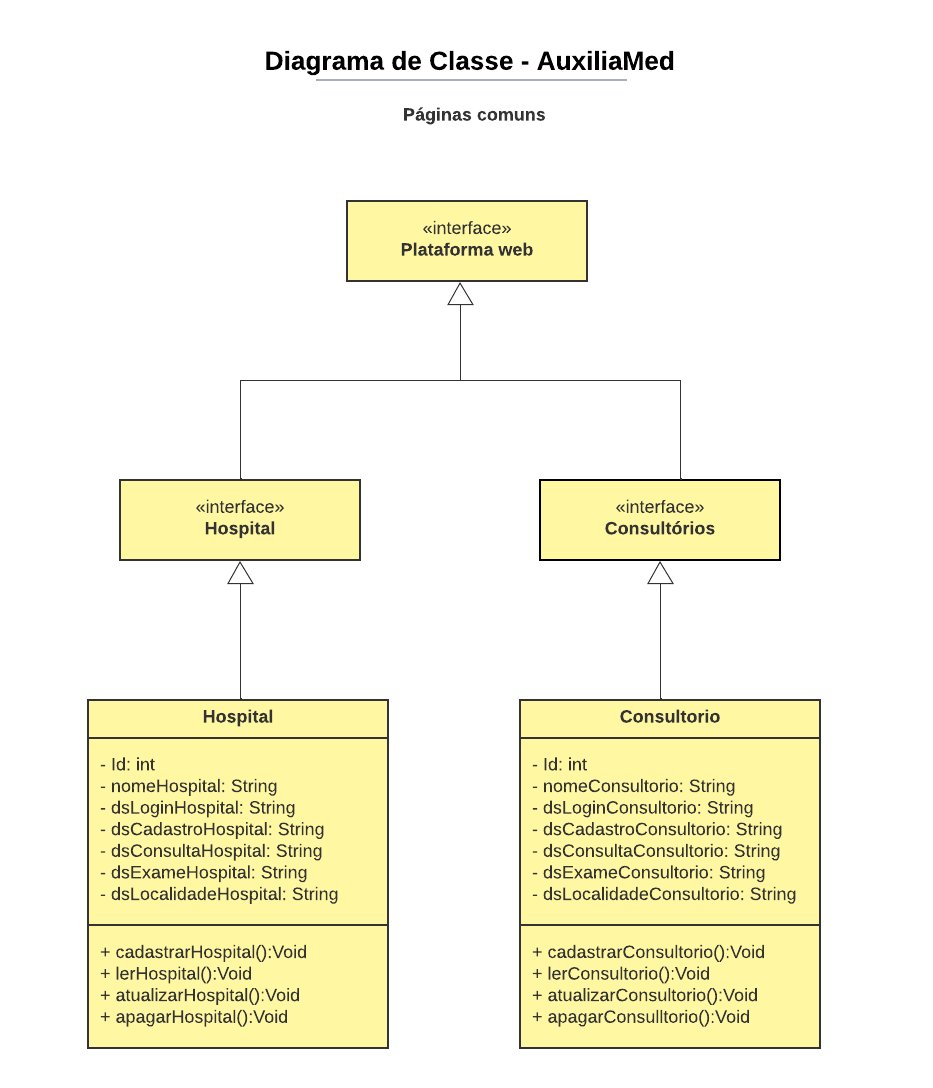 Diagrama de Classe - AuxiliaMed
Páginas comuns
«interface»
Plataforma web
«interface»
Hospital
«interface»
Consultórios
Hospital
- Id: int
- nomeHospital: String
- dsLoginHospital: String
- dsCadastroHospital: String
- dsConsultaHospital: String
- dsExameHospital: String
- dsLocalidadeHospital: String
+ cadastrarHospital():Void
+ lerHospital():Void
+ atualizarHospital():Void
+ apagarHospital():Void
Consultorio
- Id: int
- nomeConsultorio: String
- dsLoginConsultorio: String
- dsCadastroConsultorio: String
- dsConsultaConsultorio: String
- dsExameConsultorio: String
- dsLocalidadeConsultorio: String
+ cadastrarConsultorio():Void
+ lerConsultorio():Void
+ atualizarConsultorio():Void
+ apagarConsulltorio():Void